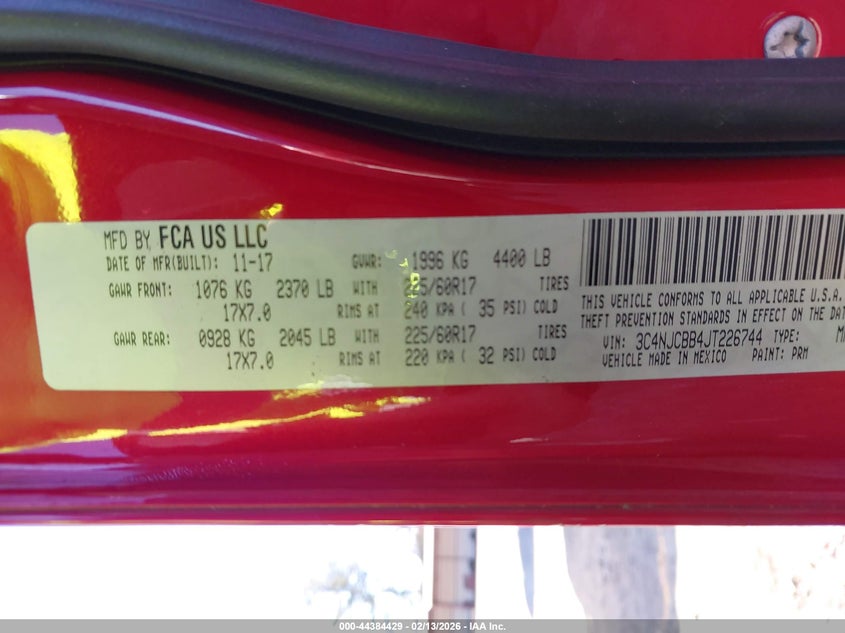 MFD BY FCA US LLC
DATE OF MFR(BUILT): 11-17 GVWR: 1996 KG 4400 LB
GAWR FRONT: 1076 KG 2370 LB WITH 225/60R17 TIRES
17X7.0 RIMS AT 240 KPA ( 35 PSI) COLD
GAWR REAR: 0928 KG 2045 LB WITH 225/60R17 TIRES
17X7.0 RIMS AT 220 KPA ( 32 PSI) COLD
THIS VEHICLE CONFORMS TO ALL APPLICABLE U.S.A.
THEFT PREVENTION STANDARDS IN EFFECT ON THE DAT
VIN: 3C4NJCBB4JT226744 TYPE:
VEHICLE MADE IN MEXICO PAINT: PRM
000-44384429 - 02/13/2026 - IAA Inc.